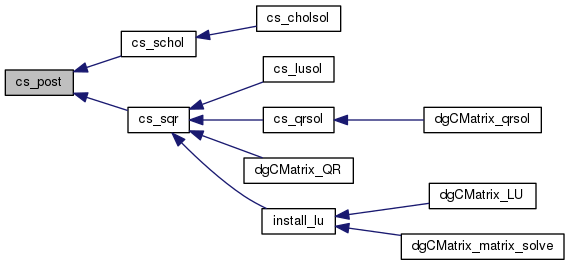 cs_cholsol
cs_schol
cs_lusol
cs_post
cs_sqr
cs_qrsol
dgCMatrix_qrsol
dgCMatrix_QR
dgCMatrix_LU
install_lu
dgCMatrix_matrix_solve